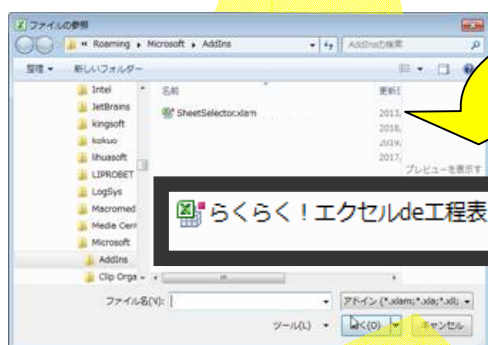 ファイルの参照
« Roaming ▸ Microsoft ▸ AddIns
AddInsの検索
整理 新しいフォルダー
Intel
JetBrains
kingsoft
kokuo
lihuasoft
LIPROBET
LogSys
Macromed
Media Cen
Microsoft
AddIns
Clip Orga
名前
更新
SheetSelector.xlam
2013,
2018,
2019,
2017,
プレビューを表示す
らくらく！エクセルde工程表
ファイル名(N):
アドイン (*.xlam;*.xla;*.xll;
ツール(L)
開く(O)
キャンセル